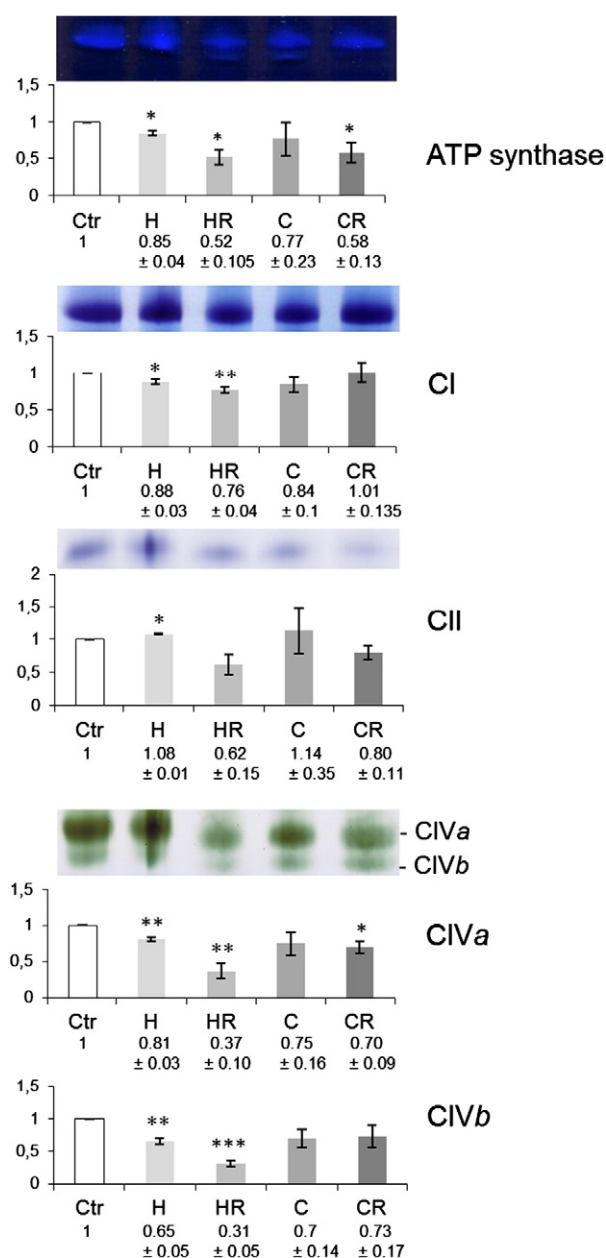 1,5
1
0,5
0
* * *
ATP synthase
Ctr H HR C CR
1 0.85 0.52 0.77 0.58
± 0.04 ± 0.105 ± 0.23 ± 0.13
1,5
1
0,5
0
* **
CI
Ctr H HR C CR
1 0.88 0.76 0.84 1.01
± 0.03 ± 0.04 ± 0.1 ± 0.135
2
1,5
1
0,5
0
*
CII
Ctr H HR C CR
1 1.08 0.62 1.14 0.80
± 0.01 ± 0.15 ± 0.35 ± 0.11
- CIVa
- CIVb
1,5
1
0,5
0
** ** *
CIVa
Ctr H HR C CR
1 0.81 0.37 0.75 0.70
± 0.03 ± 0.10 ± 0.16 ± 0.09
1,5
1
0,5
0
** ***
CIVb
Ctr H HR C CR
1 0.65 0.31 0.7 0.73
± 0.05 ± 0.05 ± 0.14 ± 0.17